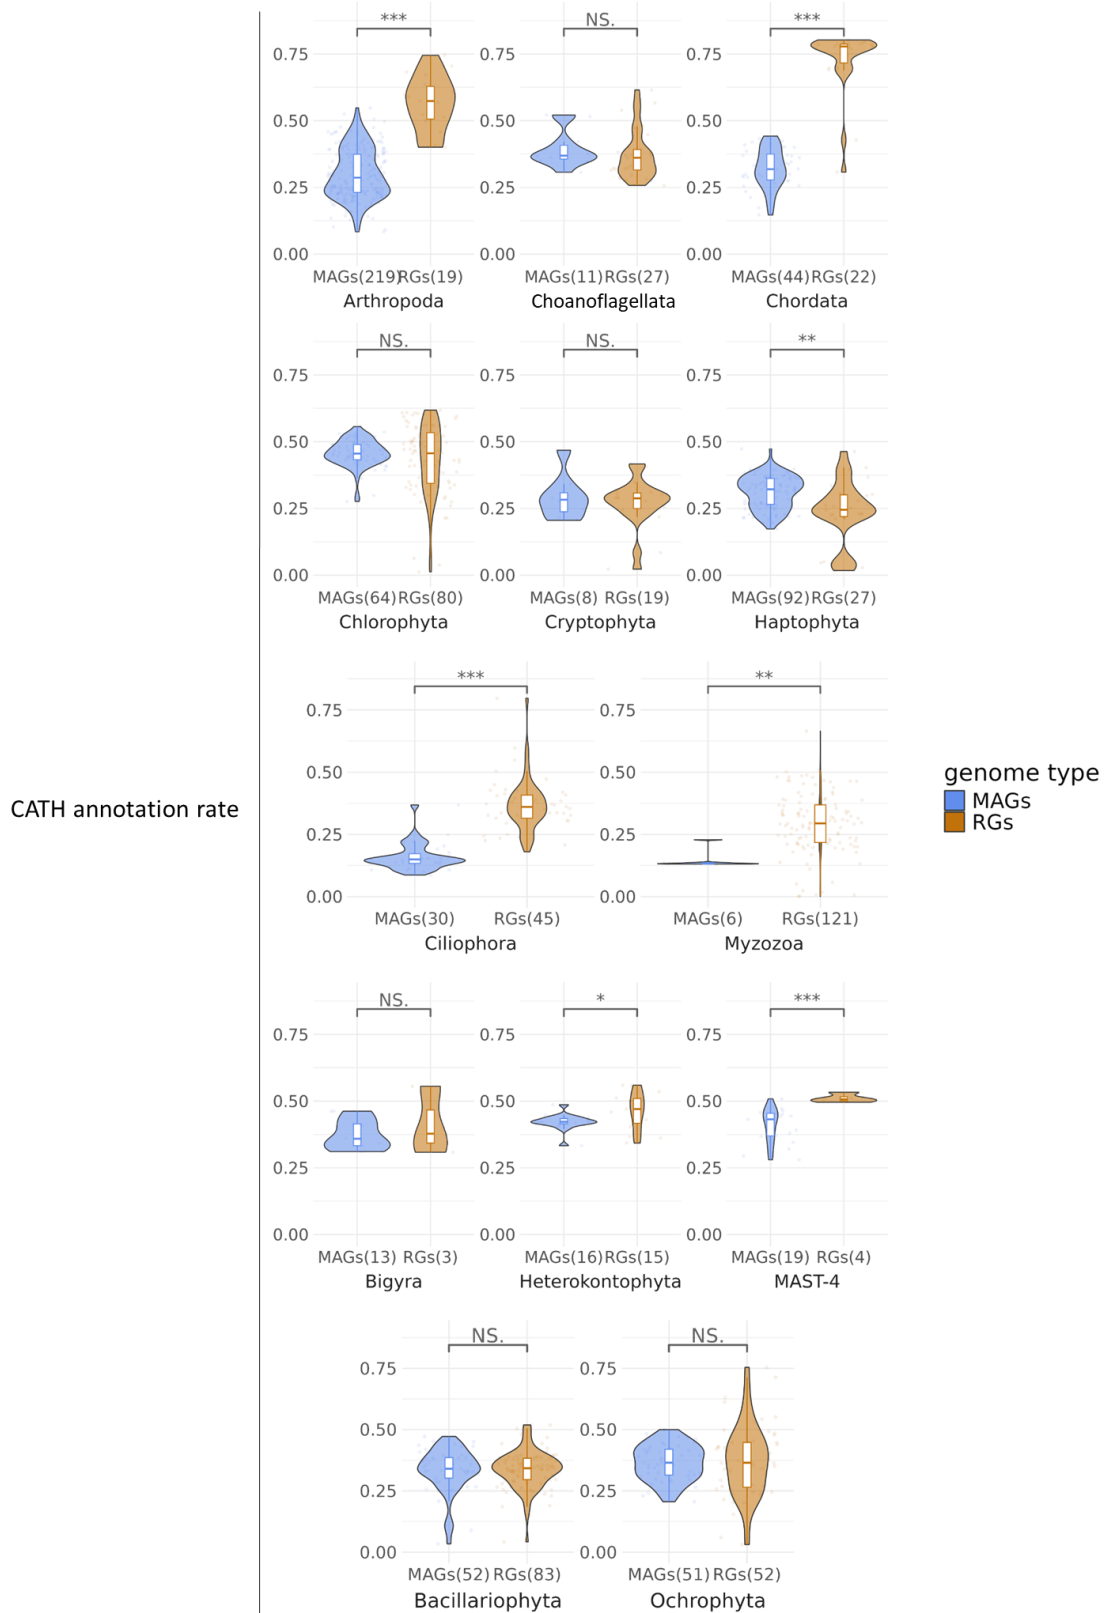 *** NS. ***
0.75 0.75 0.75
0.50 0.50 0.50
0.25 0.25 0.25
0.00 0.00 0.00
MAGs(219) RGs(19) MAGs(11) RGs(27) MAGs(44) RGs(22)
Arthropoda Choanoflagellata Chordata
NS. NS. **
0.75 0.75 0.75
0.50 0.50 0.50
0.25 0.25 0.25
0.00 0.00 0.00
MAGs(64) RGs(80) MAGs(8) RGs(19) MAGs(92) RGs(27)
Chlorophyta Cryptophyta Haptophyta
*** **
0.75 0.75
0.50 0.50
0.25 0.25
0.00 0.00
MAGs(30) RGs(45) MAGs(6) RGs(121)
Ciliophora Myzozoa
CATH annotation rate
genome type
MAGs
RGs
NS. * ***
0.75 0.75 0.75
0.50 0.50 0.50
0.25 0.25 0.25
0.00 0.00 0.00
MAGs(13) RGs(3) MAGs(16) RGs(15) MAGs(19) RGs(4)
Bigyra Heterokontophyta MAST-4
NS. NS.
0.75 0.75
0.50 0.50
0.25 0.25
0.00 0.00
MAGs(52) RGs(83) MAGs(51) RGs(52)
Bacillariophyta Ochrophyta